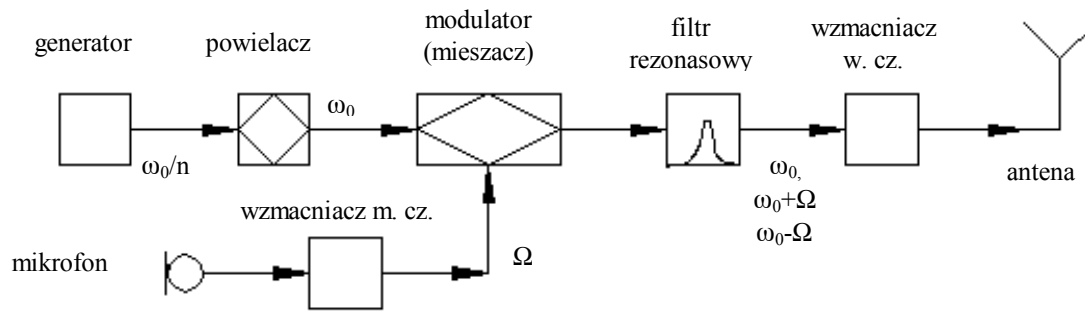 generator
powielacz
modulator
(mieszacz)
filtr
rezonasowy
wzmacniacz
w. cz.
ω₀/n
ω₀
ω₀,
ω₀+Ω
ω₀-Ω
antena
wzmacniacz m. cz.
mikrofon
Ω